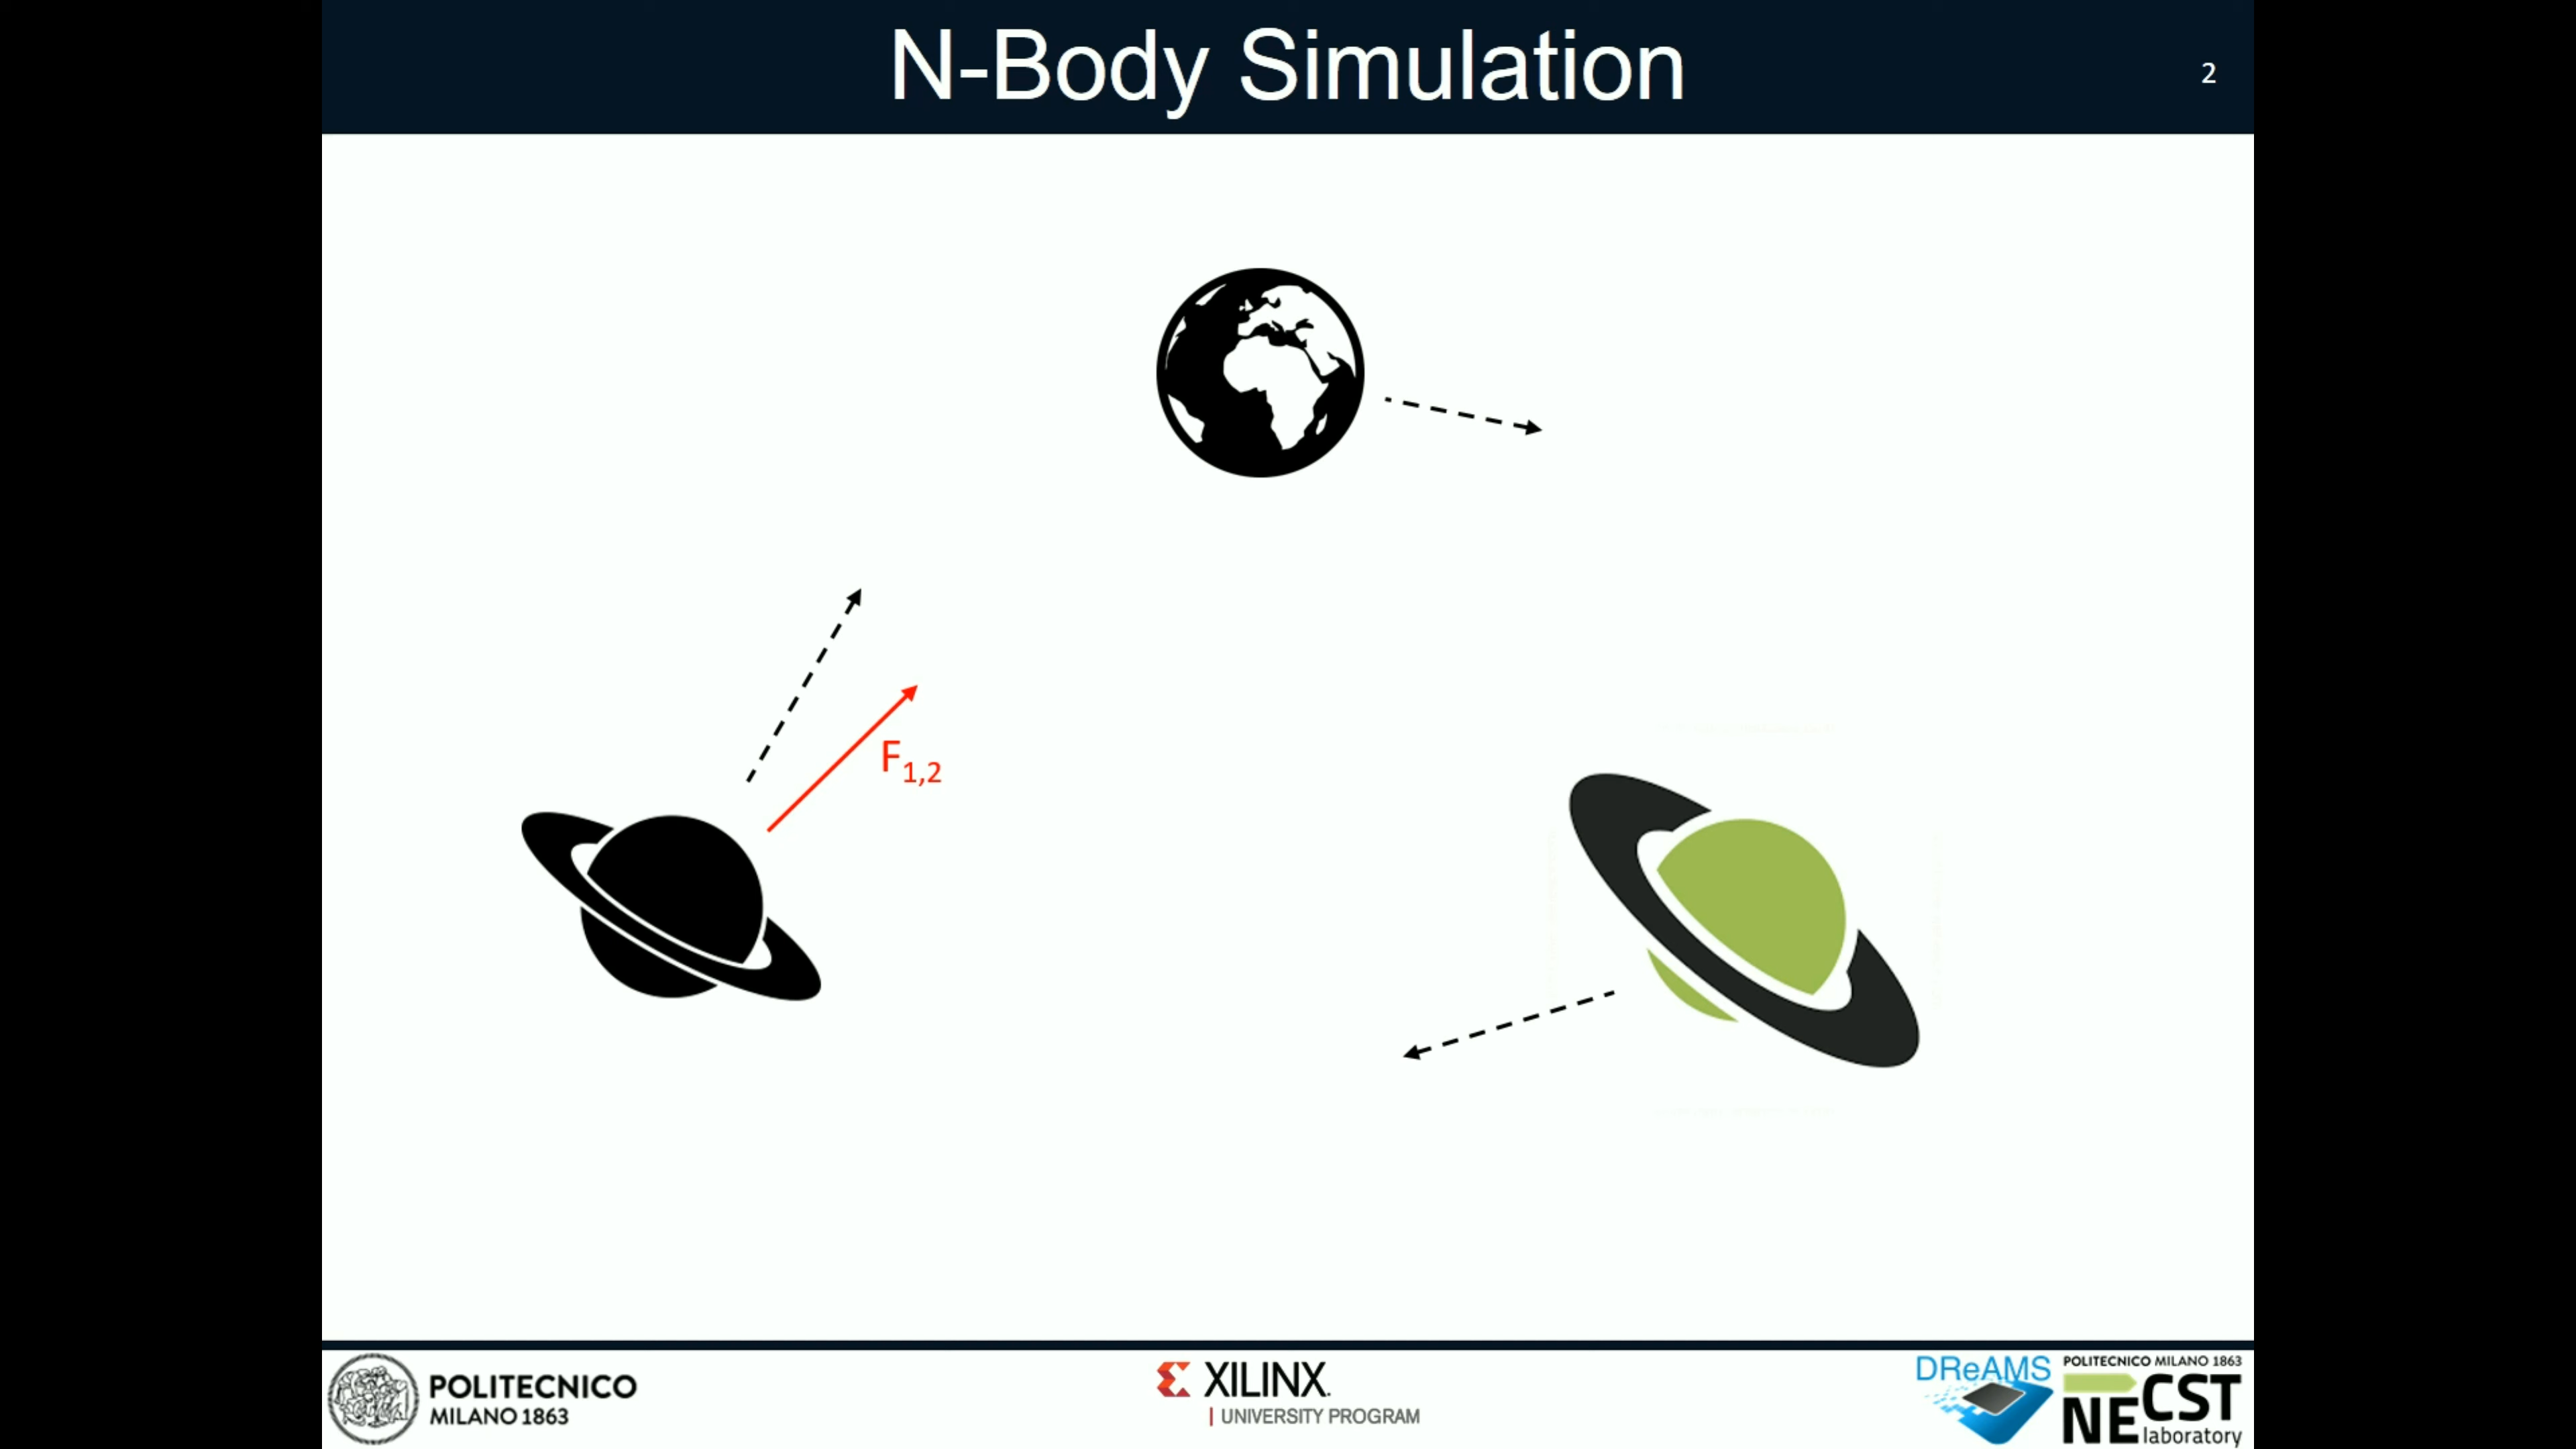 N-Body Simulation
2
F1,2
POLITECNICO
MILANO 1863
XILINX
UNIVERSITY PROGRAM
DReAMS
POLITECNICO MILANO 1863
NECST
laboratory